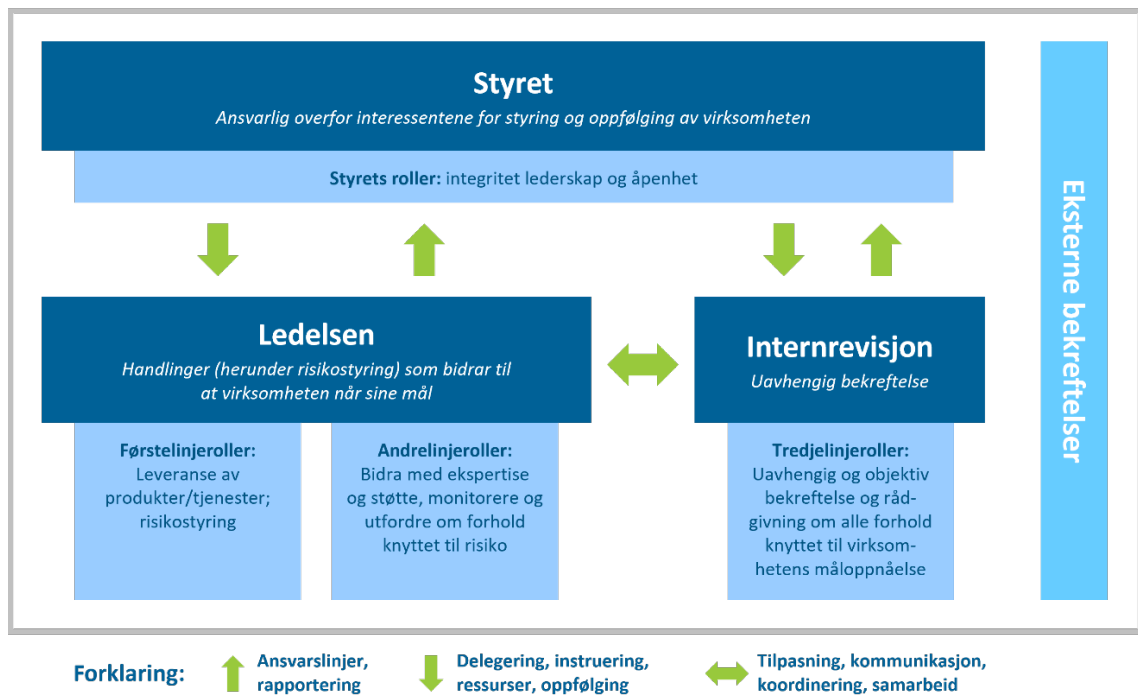 Styret
Ansvarlig overfor interessentene for styring og oppfølging av virksomheten
Styrets roller: integritet lederskap og åpenhet
Ledelsen
Handlinger (herunder risikostyring) som bidrar til
at virksomheten når sine mål
Førstelinjeroller:
Leveranse av
produkter/tjenester;
risikostyring
Andrelinjeroller:
Bidra med ekspertise
og støtte, monitorere og
utfordre om forhold
knyttet til risiko
Internrevisjon
Uavhengig bekreftelse
Tredjelinjeroller:
Uavhengig og objektiv
bekreftelse og råd-
givning om alle forhold
knyttet til virksom-
hetens måloppnåelse
Eksterne bekreftelser
Forklaring:
Ansvarslinjer,
rapportering
Delegering, instruering,
ressurser, oppfølging
Tilpasning, kommunikasjon,
koordinering, samarbeid